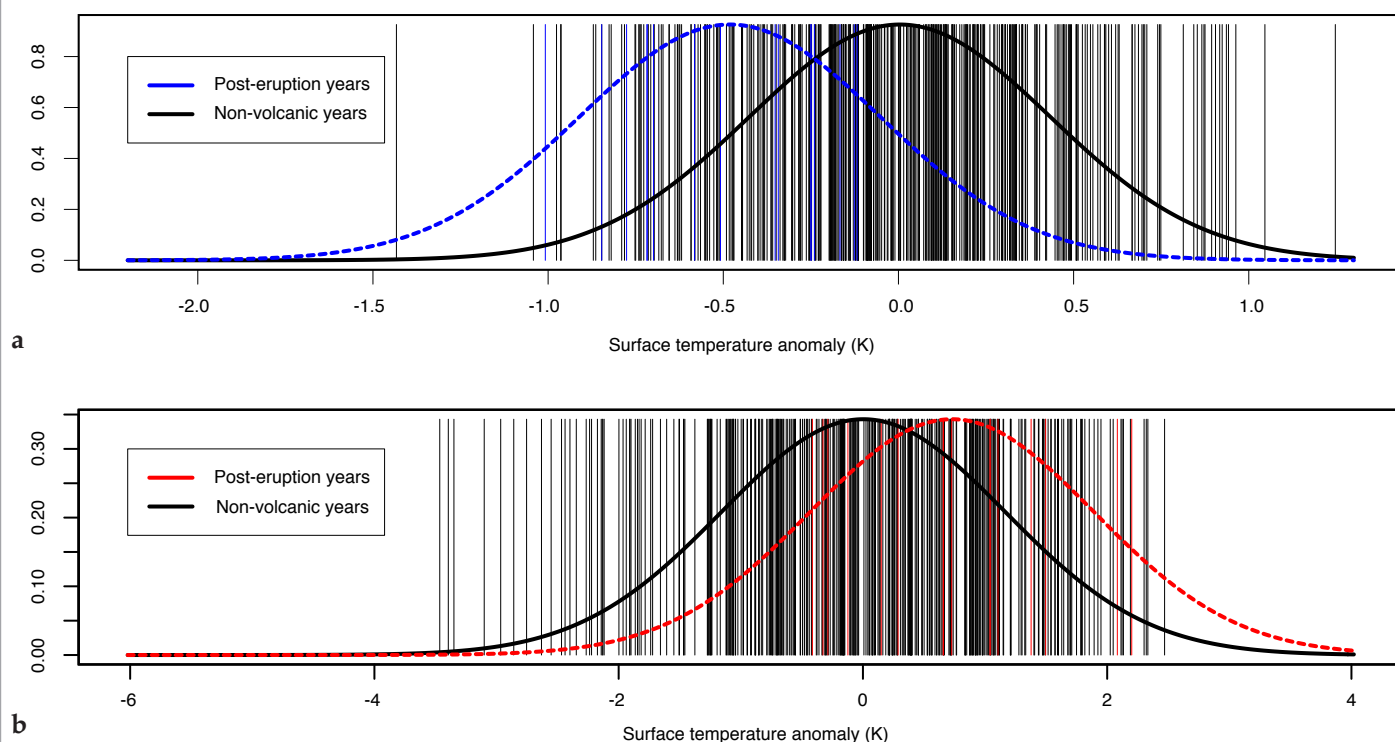 0.8
0.6
0.4
0.2
0.0
Post-eruption years
Non-volcanic years
-2.0 -1.5 -1.0 -0.5 0.0 0.5 1.0
a
Surface temperature anomaly (K)
0.30
0.20
0.10
0.00
Post-eruption years
Non-volcanic years
-6 -4 -2 0 2 4
b
Surface temperature anomaly (K)